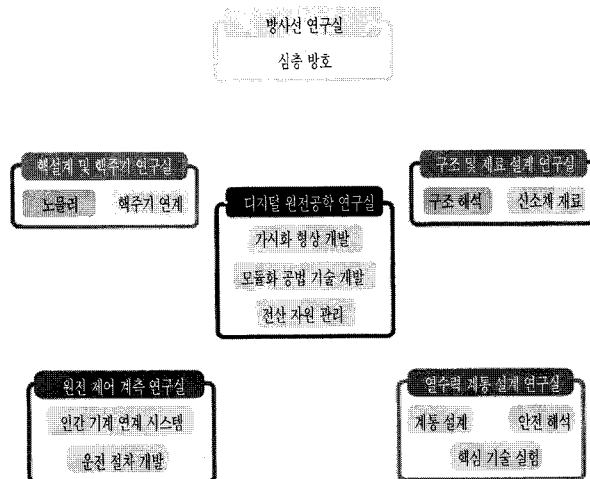 방사선 연구실
심층 방호
핵설계 및 핵주기 연구실
노물리 핵주기 연계
구조 및 재료 설계 연구실
구조 해석 신소재 재료
디지털 원전공학 연구실
가시화 형상 개발
모듈화 공법 기술 개발
전산 자원 관리
원전 제어 계측 연구실
인간 기계 연계 시스템
운전 절차 개발
열수력 계통 설계 연구실
계통 설계 안전 해석
핵심 기술 실험